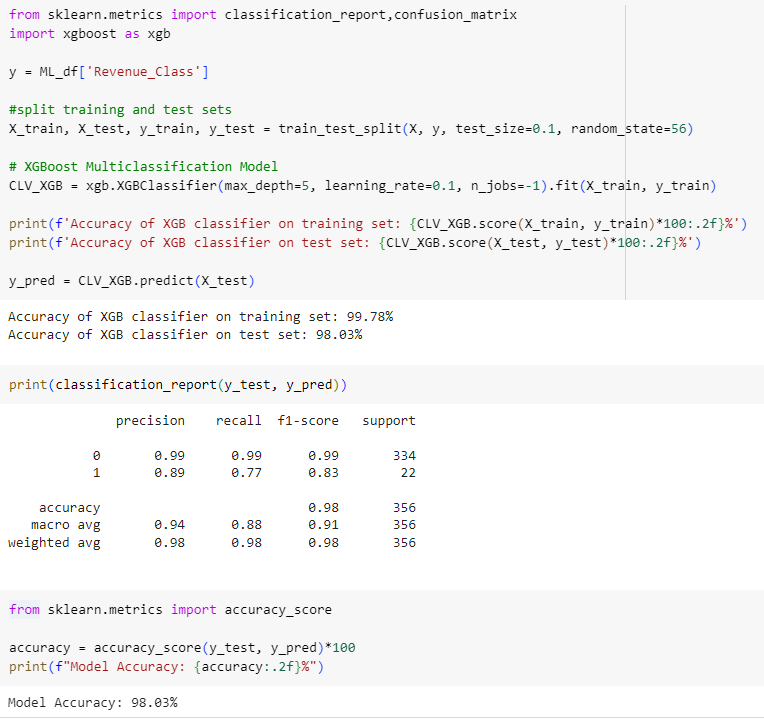 from sklearn.metrics import classification_report,confusion_matrix
import xgboost as xgb
y = ML_df['Revenue_Class']
#split training and test sets
X_train, X_test, y_train, y_test = train_test_split(X, y, test_size=0.1, random_state=56)
# XGBoost Multiclassification Model
CLV_XGB = xgb.XGBClassifier(max_depth=5, learning_rate=0.1, n_jobs=-1).fit(X_train, y_train)
print(f'Accuracy of XGB classifier on training set: {CLV_XGB.score(X_train, y_train)*100:.2f}%')
print(f'Accuracy of XGB classifier on test set: {CLV_XGB.score(X_test, y_test)*100:.2f}%')
y_pred = CLV_XGB.predict(X_test)
Accuracy of XGB classifier on training set: 99.78%
Accuracy of XGB classifier on test set: 98.03%
print(classification_report(y_test, y_pred))
precision recall f1-score support
0 0.99 0.99 0.99 334
1 0.89 0.77 0.83 22
accuracy 0.98 356
macro avg 0.94 0.88 0.91 356
weighted avg 0.98 0.98 0.98 356
from sklearn.metrics import accuracy_score
accuracy = accuracy_score(y_test, y_pred)*100
print(f"Model Accuracy: {accuracy:.2f}%")
Model Accuracy: 98.03%